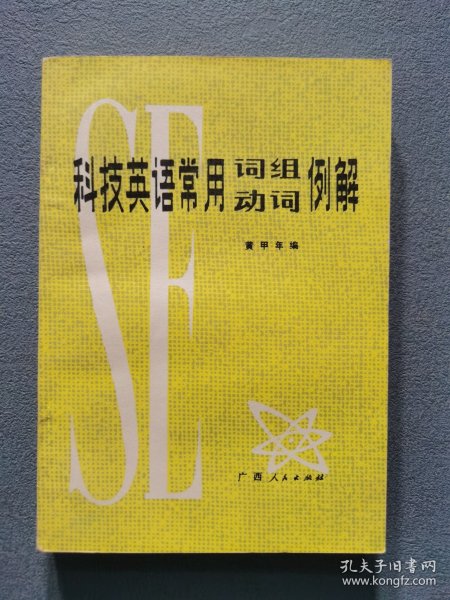 SE
科技英语常用词组动词例解
黄甲年编
广西人民出版社
孔夫子旧书网
www.kongfz.com